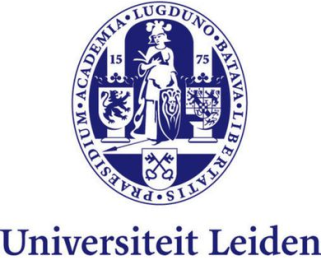 ACADEMIA·LUGDUNO·BATAVA·LIBERTATIS·PRAESIDIUM·
15 75
Universiteit Leiden